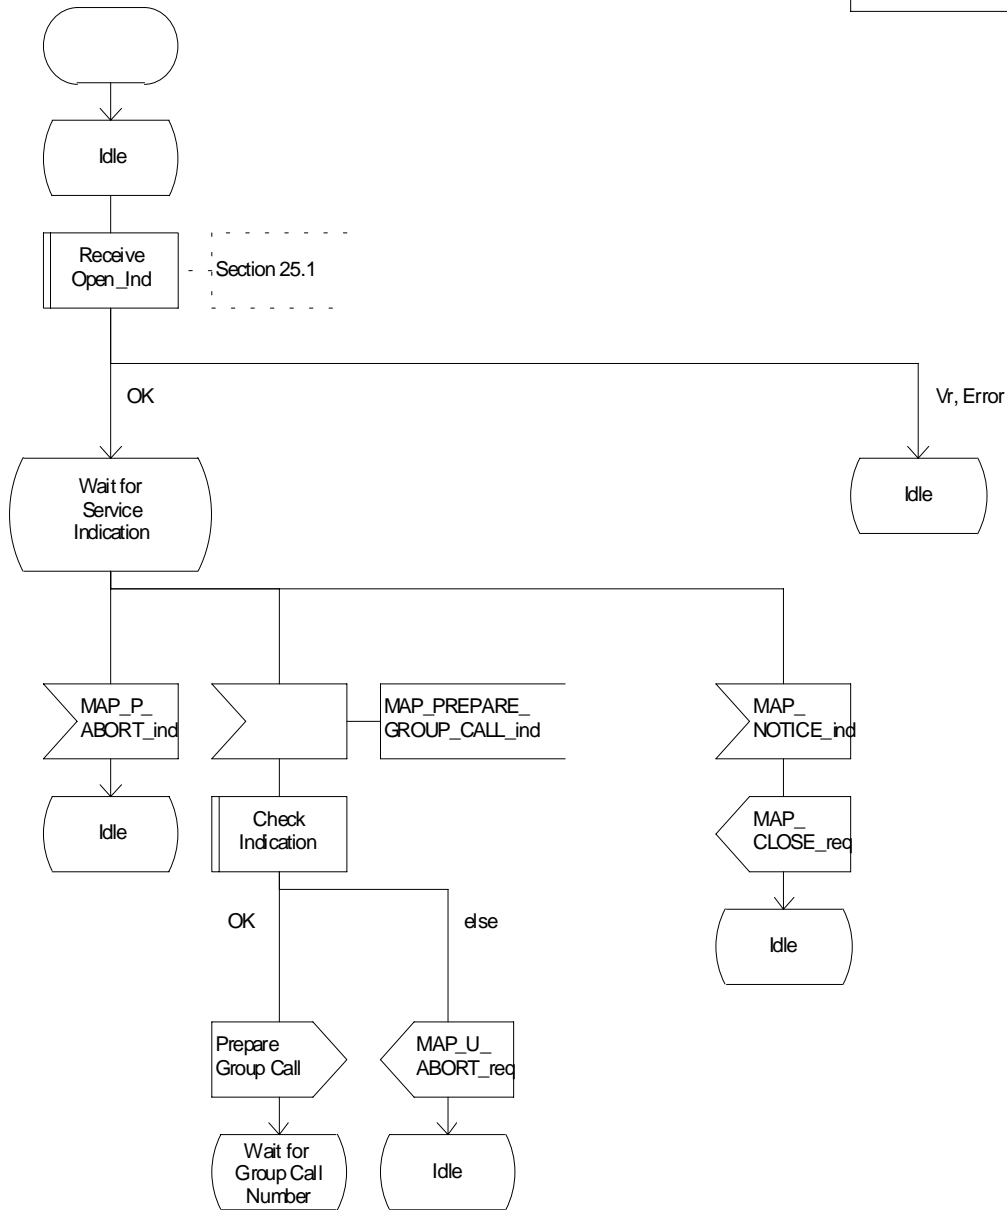 Idle
Receive
Open_Ind
Section 25.1
OK
Vr, Error
Wait for
Service
Indication
Idle
MAP_P_
ABORT_ind
MAP_PREPARE_
GROUP_CALL_ind
MAP_
NOTICE_ind
Idle
Check
Indication
MAP_
CLOSE_req
OK
else
Idle
Prepare
Group Call
MAP_U_
ABORT_req
Wait for
Group Call
Number
Idle